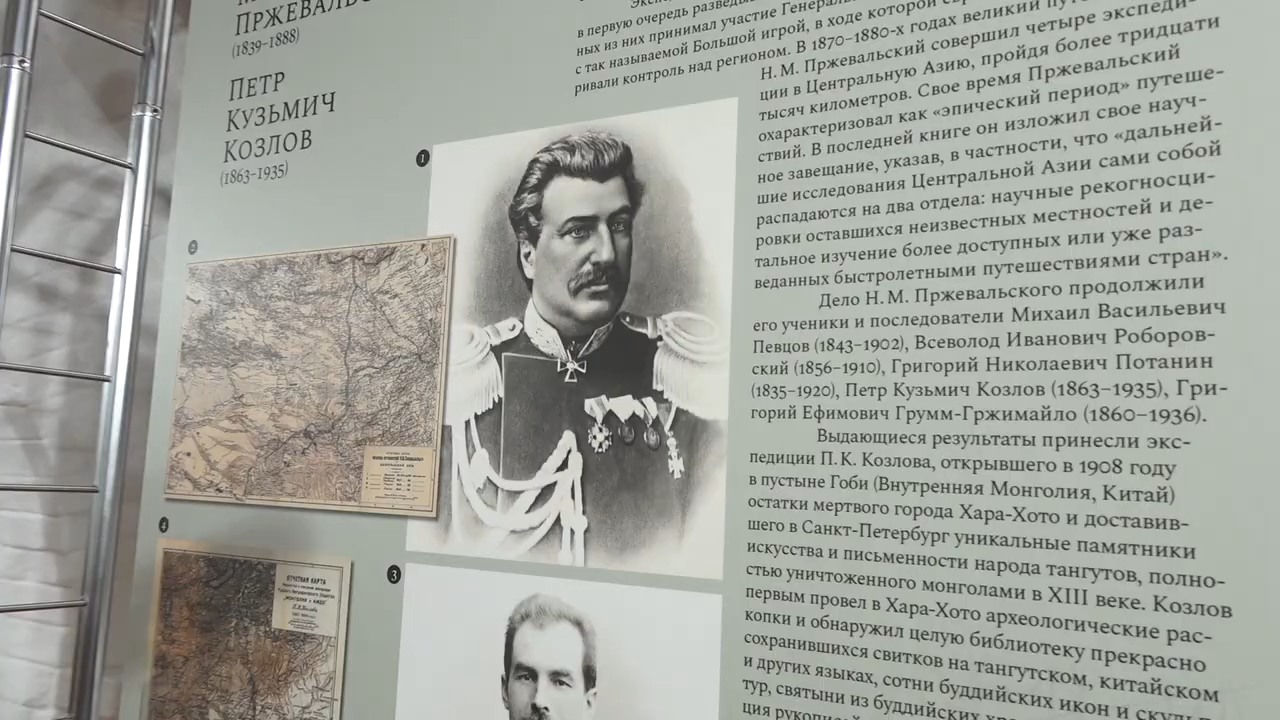 ПРЖЕВАЛЬС
(1839–1888)
ПЕТР
КУЗЬМИЧ
КОЗЛОВ
(1863–1935)
в первую очередь разведы
ных из них принимал участие Генераль
с так называемой Большой игрой, в ходе которой
ривали контроль над регионом. В 1870–1880-х годах великий
Н. М. Пржевальский совершил четыре экспеди-
ции в Центральную Азию, пройдя более тридцати
тысяч километров. Свое время Пржевальский
охарактеризовал как «эпический период» путеше-
ствий. В последней книге он изложил свое науч-
ное завещание, указав, в частности, что «дальней-
шие исследования Центральной Азии сами собой
распадаются на два отдела: научные рекогносци-
ровки оставшихся неизвестных местностей и де-
тальное изучение более доступных или уже раз-
веданных быстролетными путешествиями стран».
Дело Н. М. Пржевальского продолжили
его ученики и последователи Михаил Васильевич
Певцов (1843–1902), Всеволод Иванович Роборов-
ский (1856–1910), Григорий Николаевич Потанин
(1835–1920), Петр Кузьмич Козлов (1863–1935), Гри-
горий Ефимович Грумм-Гржимайло (1860–1936).
Выдающиеся результаты принесли экс-
педиции П. К. Козлова, открывшего в 1908 году
в пустыне Гоби (Внутренняя Монголия, Китай)
остатки мертвого города Хара-Хото и доставив-
шего в Санкт-Петербург уникальные памятники
искусства и письменности народа тангутов, полно-
стью уничтоженного монголами в XIII веке. Козлов
первым провел в Хара-Хото археологические рас-
копки и обнаружил целую библиотеку прекрасно
сохранившихся свитков на тангутском, китайском
и других языках, сотни буддийских икон и скуль
тур, святыни из буддийских
ция
1
3
4
ОТЧЕТНАЯ КАРТА